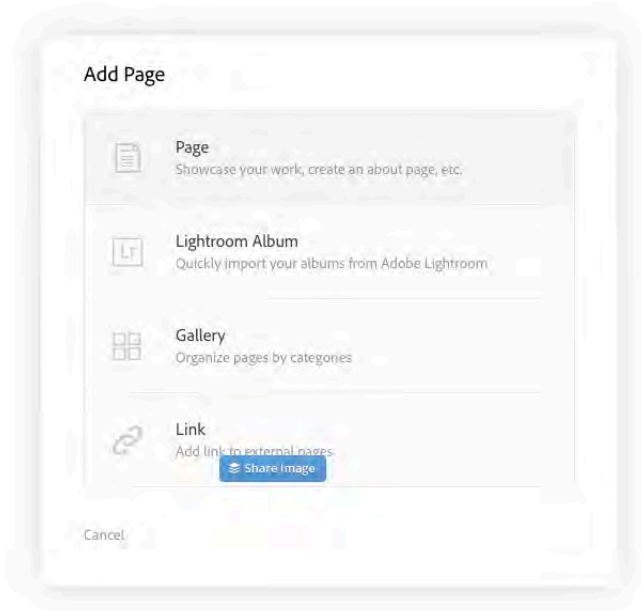 Add Page
Page
Showcase your work, create an about page, etc.
Lr
Lightroom Album
Quickly import your albums from Adobe Lightroom
Gallery
Organize pages by categories
Link
Add link to external pages
Share Image
Cancel